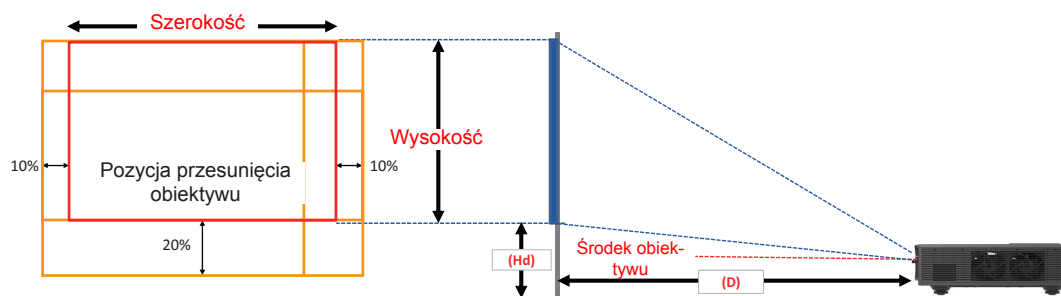 Szerokość
Wysokość
10%
Pozycja przesunięcia
obiektywu
10%
20%
(Hd)
Środek obiek-
tywu
(D)